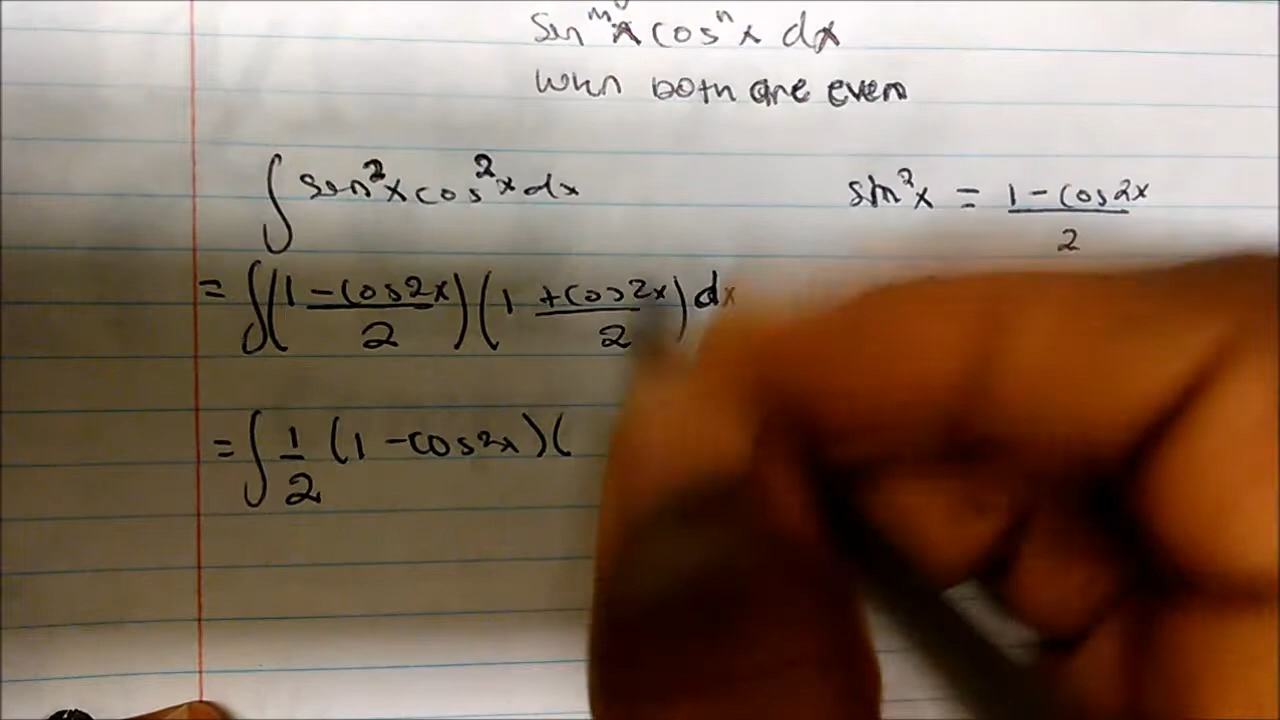 sin^m x cos^n x dx
when both are even
∫ sin²x cos²x dx
sin²x = (1 - cos2x)/2
= ∫((1 - cos2x)/2)((1 + cos2x)/2) dx
= ∫ 1/2 (1 - cos2x)(